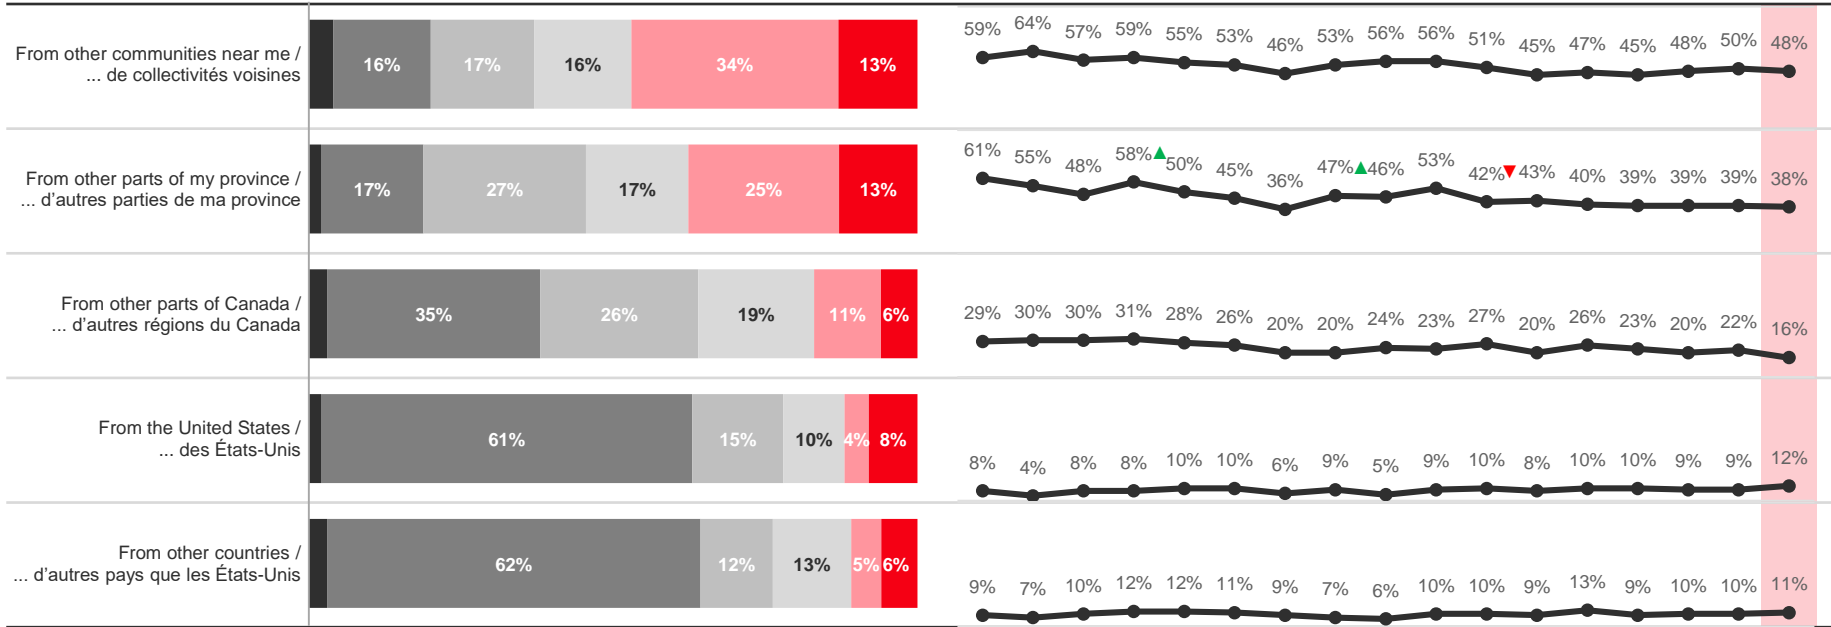 From other communities near me /
... de collectivités voisines
16% 17% 16% 34% 13%
59% 64% 57% 59% 55% 53% 46% 53% 56% 56% 51% 45% 47% 45% 48% 50% 48%
From other parts of my province /
... d'autres parties de ma province
17% 27% 17% 25% 13%
61% 55% 48% 58% 50% 45% 36% 47% 46% 53% 42% 43% 40% 39% 39% 39% 38%
From other parts of Canada /
... d'autres régions du Canada
35% 26% 19% 11% 6%
29% 30% 30% 31% 28% 26% 20% 20% 24% 23% 27% 20% 26% 23% 20% 22% 16%
From the United States /
... des États-Unis
61% 15% 10% 4% 8%
8% 4% 8% 8% 10% 10% 6% 9% 5% 9% 10% 8% 10% 10% 9% 9% 12%
From other countries /
... d'autres pays que les États-Unis
62% 12% 13% 5% 6%
9% 7% 10% 12% 12% 11% 9% 7% 6% 10% 10% 9% 13% 9% 10% 10% 11%